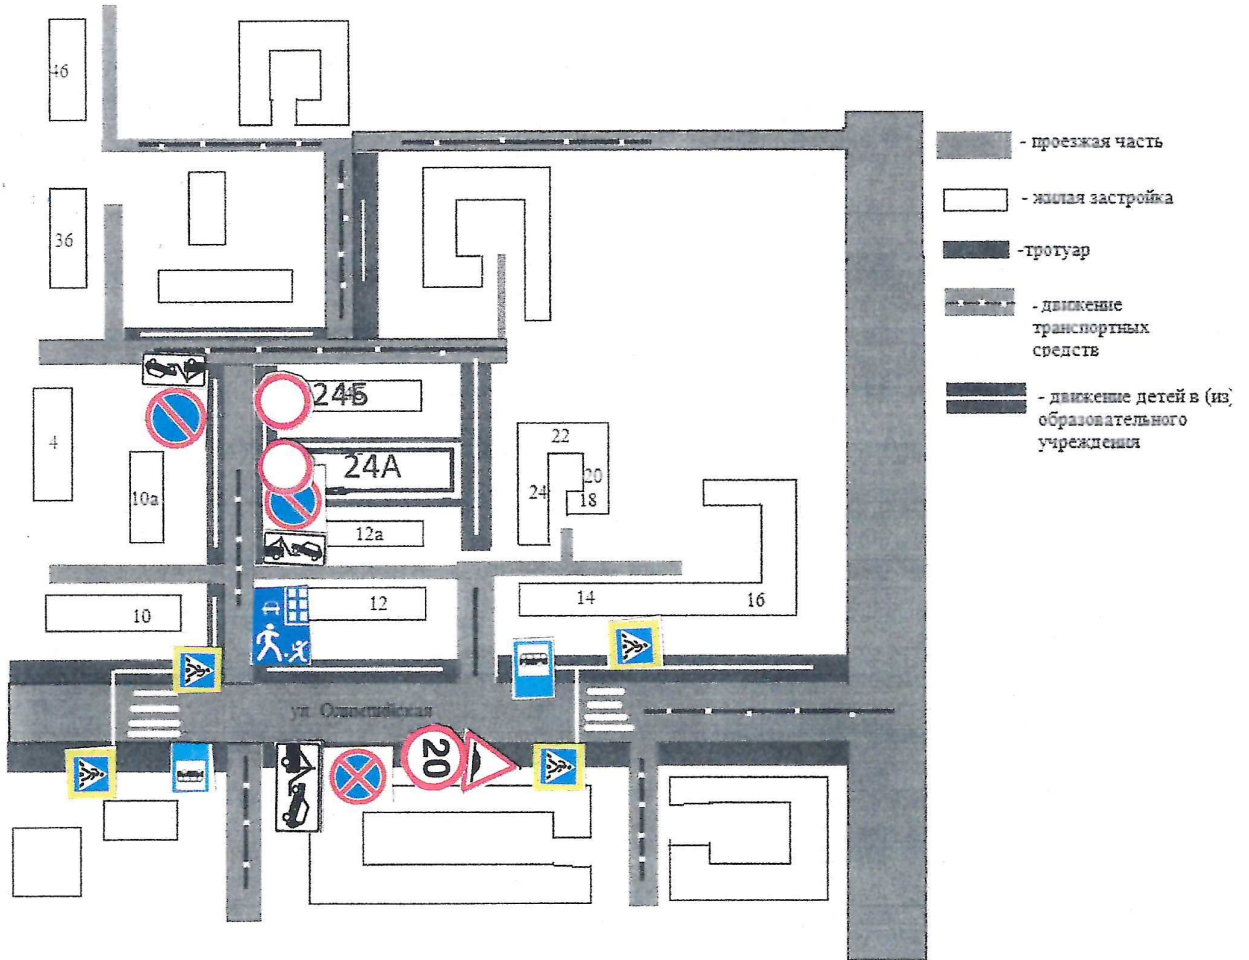 46
- проезжая часть
- жилая застройка
36
-тротуар
- движение
транспортных
средств
24Б
- движение детей в (из)
образовательного
учреждения
4
22
24А
20
10а
24
18
12а
10
12
14
16
ул. Олимпийская
20